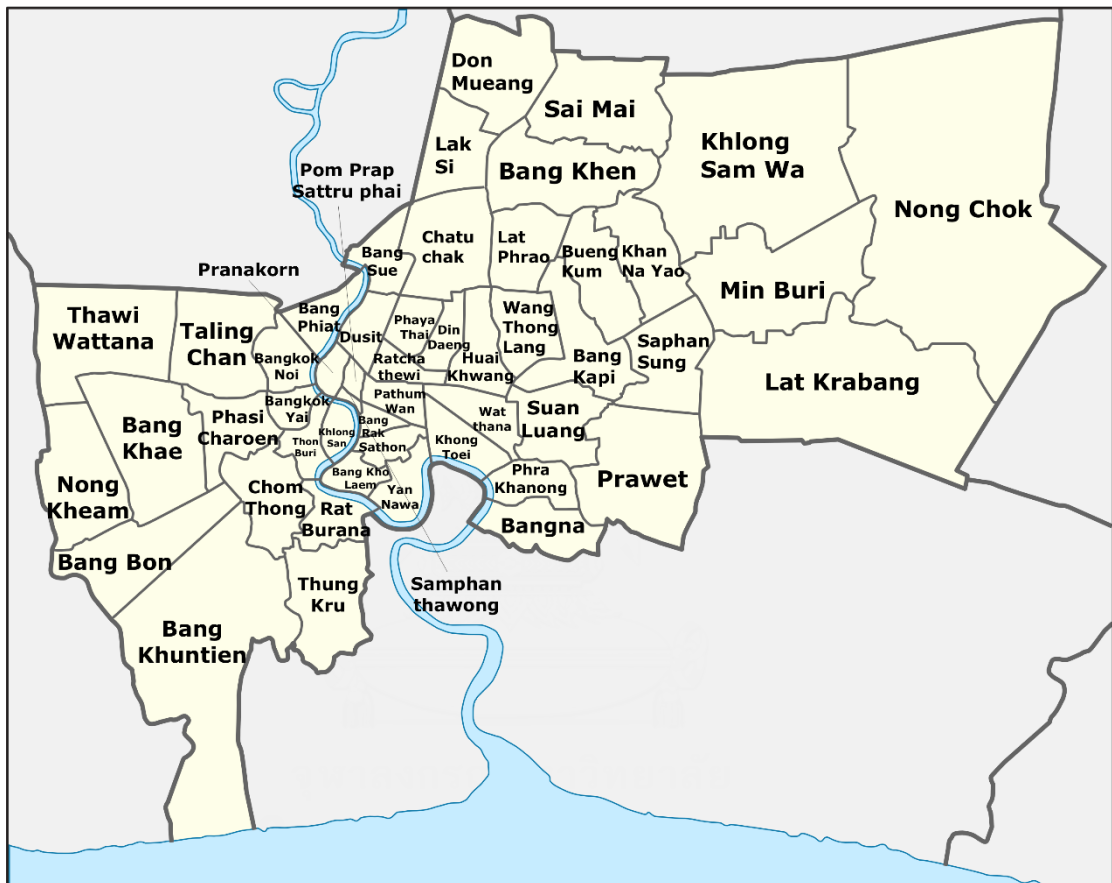 Don
Mueang
Sai Mai
Lak
Si
Khlong
Sam Wa
Pom Prap
Sattru phai
Bang Khen
Nong Chok
Chatu
chak
Lat
Phrao
Bueng
Kum
Khan
Na Yao
Bang
Sue
Pranakorn
Min Buri
Thawi
Wattana
Taling
Chan
Bang
Phlat
Dusit
Phaya
Thai
Din
Daeng
Wang
Thong
Lang
Saphan
Sung
Bangkok
Noi
Ratcha
thewi
Huai
Khwang
Bang
Kapi
Lat Krabang
Bang
Khae
Phasi
Charoen
Bangkok
Yai
Pathum
Wan
Wat
thana
Suan
Luang
Thon
Buri
Khlong
San
Bang
Rak
Sathon
Khong
Toei
Nong
Kheam
Chom
Thong
Bang Kho
Laem
Yan
Nawa
Phra
Khanong
Prawet
Rat
Burana
Bangna
Bang Bon
Thung
Kru
Samphan
thawong
Bang
Khuntien